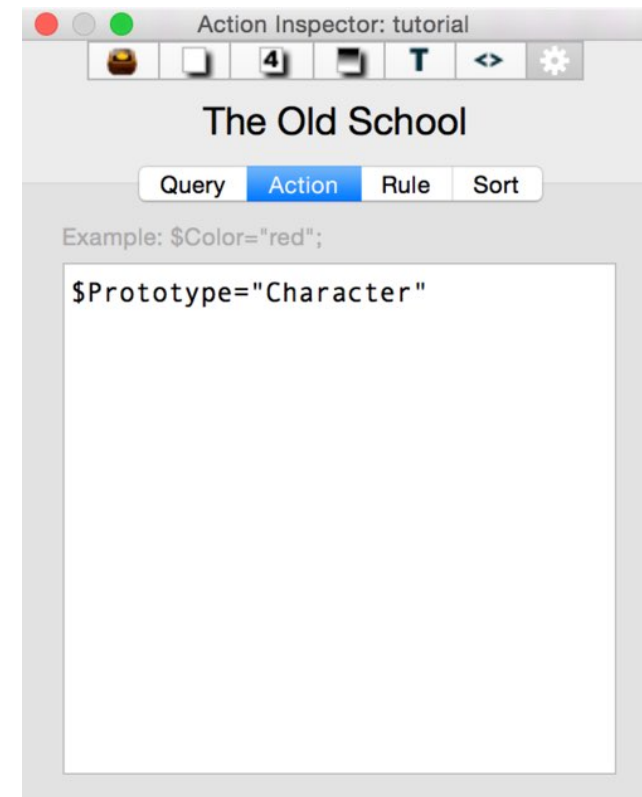 Action Inspector: tutorial
4 T <>
The Old School
Query Action Rule Sort
Example: $Color="red";
$Prototype="Character"